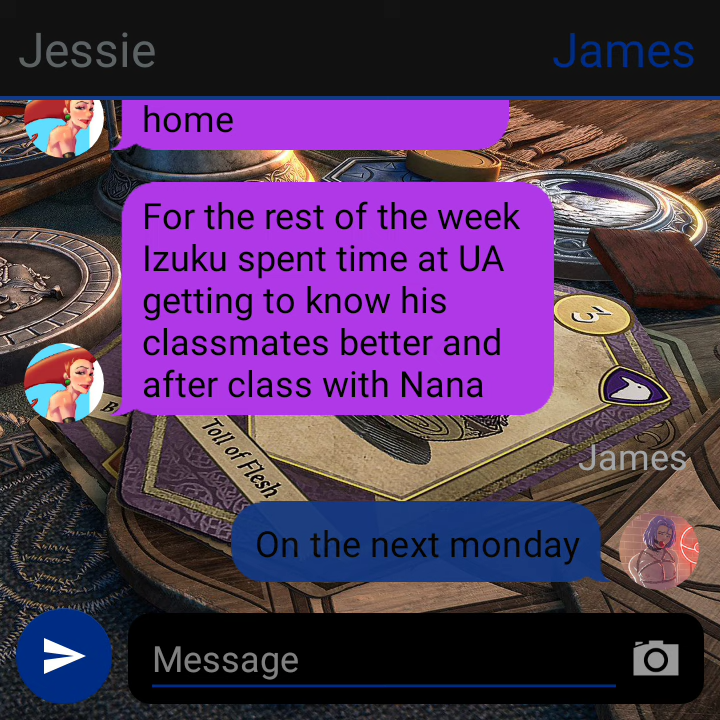 Jessie
James
home
For the rest of the week
Izuku spent time at UA
getting to know his
classmates better and
after class with Nana
3
B
Toll of Flesh
James
On the next monday
Message